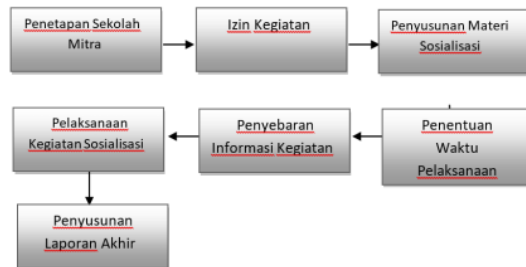 Penetapan Sekolah
Mitra
Izin Kegiatan
Penyusunan Materi
Sosialisasi
Penentuan
Waktu
Pelaksanaan
Penyebaran
Informasi Kegiatan
Pelaksanaan
Kegiatan Sosialisasi
Penyusunan
Laporan Akhir